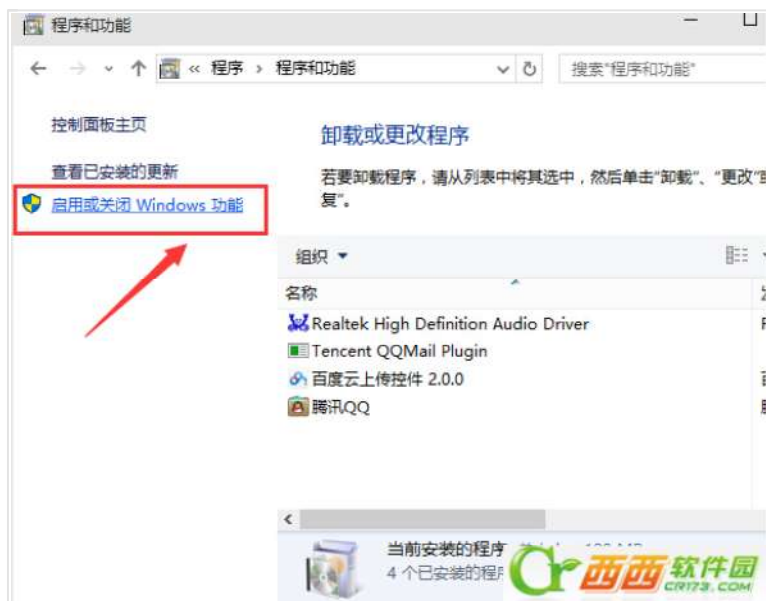 程序和功能
« 程序 › 程序和功能
搜索"程序和功能"
控制面板主页
卸载或更改程序
查看已安装的更新
若要卸载程序，请从列表中将其选中，然后单击"卸载"、"更改"或
启用或关闭 Windows 功能
复"。
组织
名称
Realtek High Definition Audio Driver
Tencent QQMail Plugin
百度云上传控件 2.0.0
腾讯QQ
当前安装的程序
4 个已安装的程序
Cr 西西软件园
CR173.COM